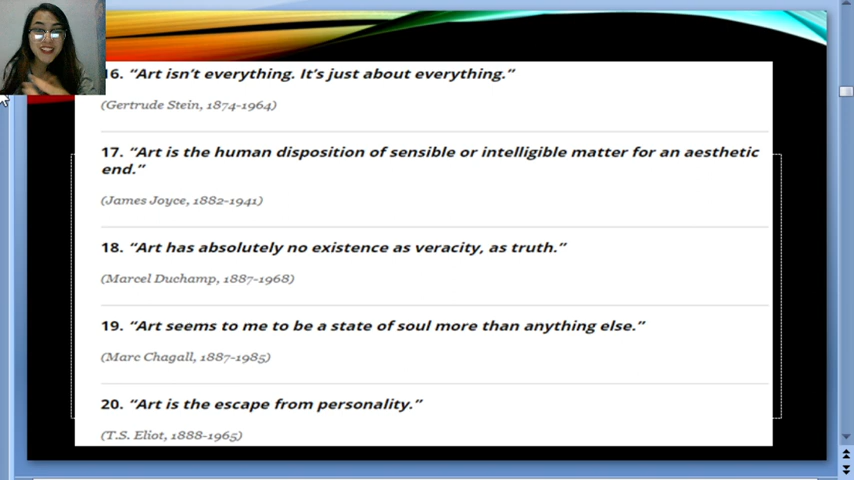 16. “Art isn’t everything. It’s just about everything.”
(Gertrude Stein, 1874-1964)
17. “Art is the human disposition of sensible or intelligible matter for an aesthetic
end.”
(James Joyce, 1882-1941)
18. “Art has absolutely no existence as veracity, as truth.”
(Marcel Duchamp, 1887-1968)
19. “Art seems to me to be a state of soul more than anything else.”
(Marc Chagall, 1887-1985)
20. “Art is the escape from personality.”
(T.S. Eliot, 1888-1965)